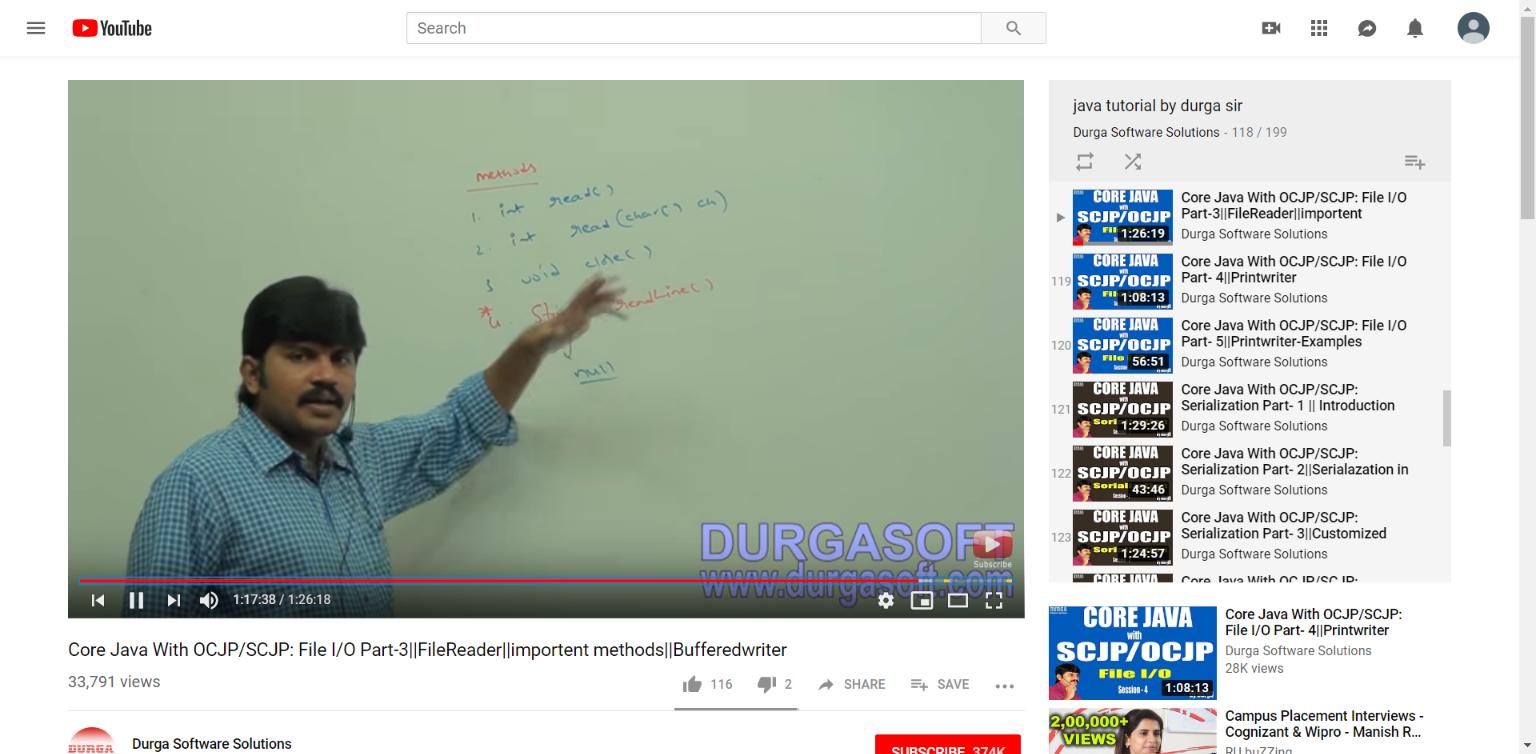 YouTube
Search
methods
1. int read()
2. int read(char[] ch)
3 void close()
*4. readLine()
null
DURGASOFT
www.durgasoft.com
Subscribe
1:17:38 / 1:26:18
Core Java With OCJP/SCJP: File I/O Part-3||FileReader||importent methods||Bufferedwriter
33,791 views
116
2
SHARE
SAVE
DURGA
Durga Software Solutions
SUBSCRIBE 374K
java tutorial by durga sir
Durga Software Solutions - 118 / 199
CORE JAVA
with
SCJP/OCJP
1:26:19
Core Java With OCJP/SCJP: File I/O
Part-3||FileReader||importent
Durga Software Solutions
119
CORE JAVA
with
SCJP/OCJP
1:08:13
Core Java With OCJP/SCJP: File I/O
Part- 4||Printwriter
Durga Software Solutions
120
CORE JAVA
with
SCJP/OCJP
File
56:51
Core Java With OCJP/SCJP: File I/O
Part- 5||Printwriter-Examples
Durga Software Solutions
121
CORE JAVA
with
SCJP/OCJP
1:29:26
Core Java With OCJP/SCJP:
Serialization Part- 1 || Introduction
Durga Software Solutions
122
CORE JAVA
with
SCJP/OCJP
43:46
Core Java With OCJP/SCJP:
Serialization Part- 2||Serialazation in
Durga Software Solutions
123
CORE JAVA
with
SCJP/OCJP
1:24:57
Core Java With OCJP/SCJP:
Serialization Part- 3||Customized
Durga Software Solutions
CORE JAVA
Core Java With OCJP/SCJP:
CORE JAVA
with
SCJP/OCJP
File I/O
Session - 4
1:08:13
Core Java With OCJP/SCJP:
File I/O Part- 4||Printwriter
Durga Software Solutions
28K views
2,00,000+
VIEWS
Campus Placement Interviews -
Cognizant & Wipro - Manish R...
RU buZZing